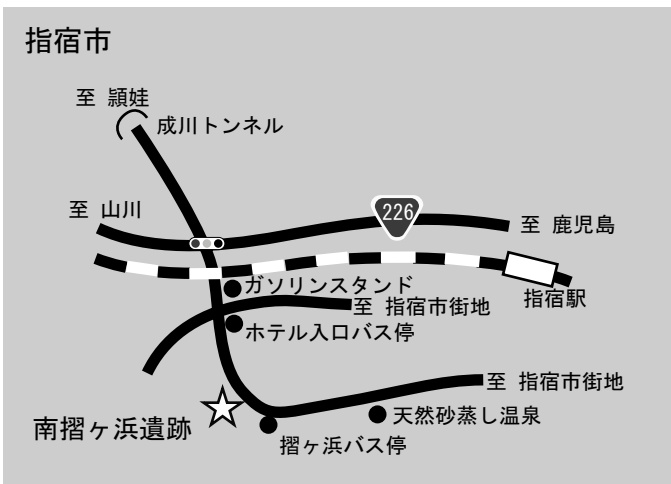 指宿市
至 頴娃
成川トンネル
至 山川
226
至 鹿児島
ガソリンスタンド
指宿駅
至 指宿市街地
ホテル入口バス停
至 指宿市街地
天然砂蒸し温泉
南摺ヶ浜遺跡
摺ヶ浜バス停